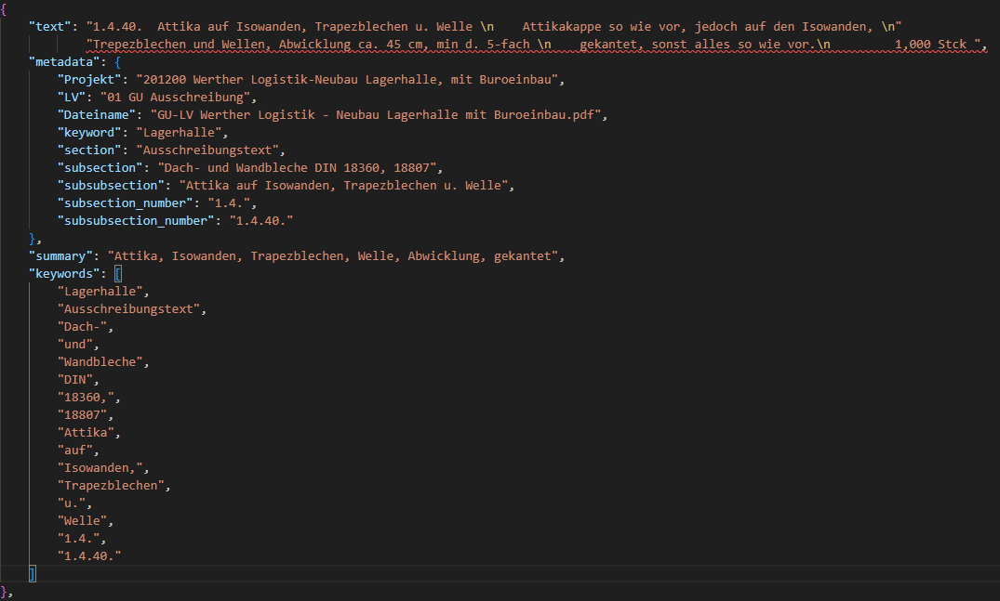 {
"text": "1.4.40.  Attika auf Isowanden, Trapezblechen u. Welle \n    Attikakappe so wie vor, jedoch auf den Isowanden, \n"
"Trepezblechen und Wellen, Abwicklung ca. 45 cm, min d. 5-fach \n    gekantet, sonst alles so wie vor.\n         1,000 Stck ",
"metadata": {
"Projekt": "201200 Werther Logistik-Neubau Lagerhalle, mit Buroeinbau",
"LV": "01 GU Ausschreibung",
"Dateiname": "GU-LV Werther Logistik - Neubau Lagerhalle mit Buroeinbau.pdf",
"keyword": "Lagerhalle",
"section": "Ausschreibungstext",
"subsection": "Dach- und Wandbleche DIN 18360, 18807",
"subsubsection": "Attika auf Isowanden, Trapezblechen u. Welle",
"subsection_number": "1.4.",
"subsubsection_number": "1.4.40."
},
"summary": "Attika, Isowanden, Trapezblechen, Welle, Abwicklung, gekantet",
"keywords": [
"Lagerhalle",
"Ausschreibungstext",
"Dach-",
"und",
"Wandbleche",
"DIN",
"18360,",
"18807",
"Attika",
"auf",
"Isowanden,",
"Trapezblechen",
"u.",
"Welle",
"1.4.",
"1.4.40."
]
},